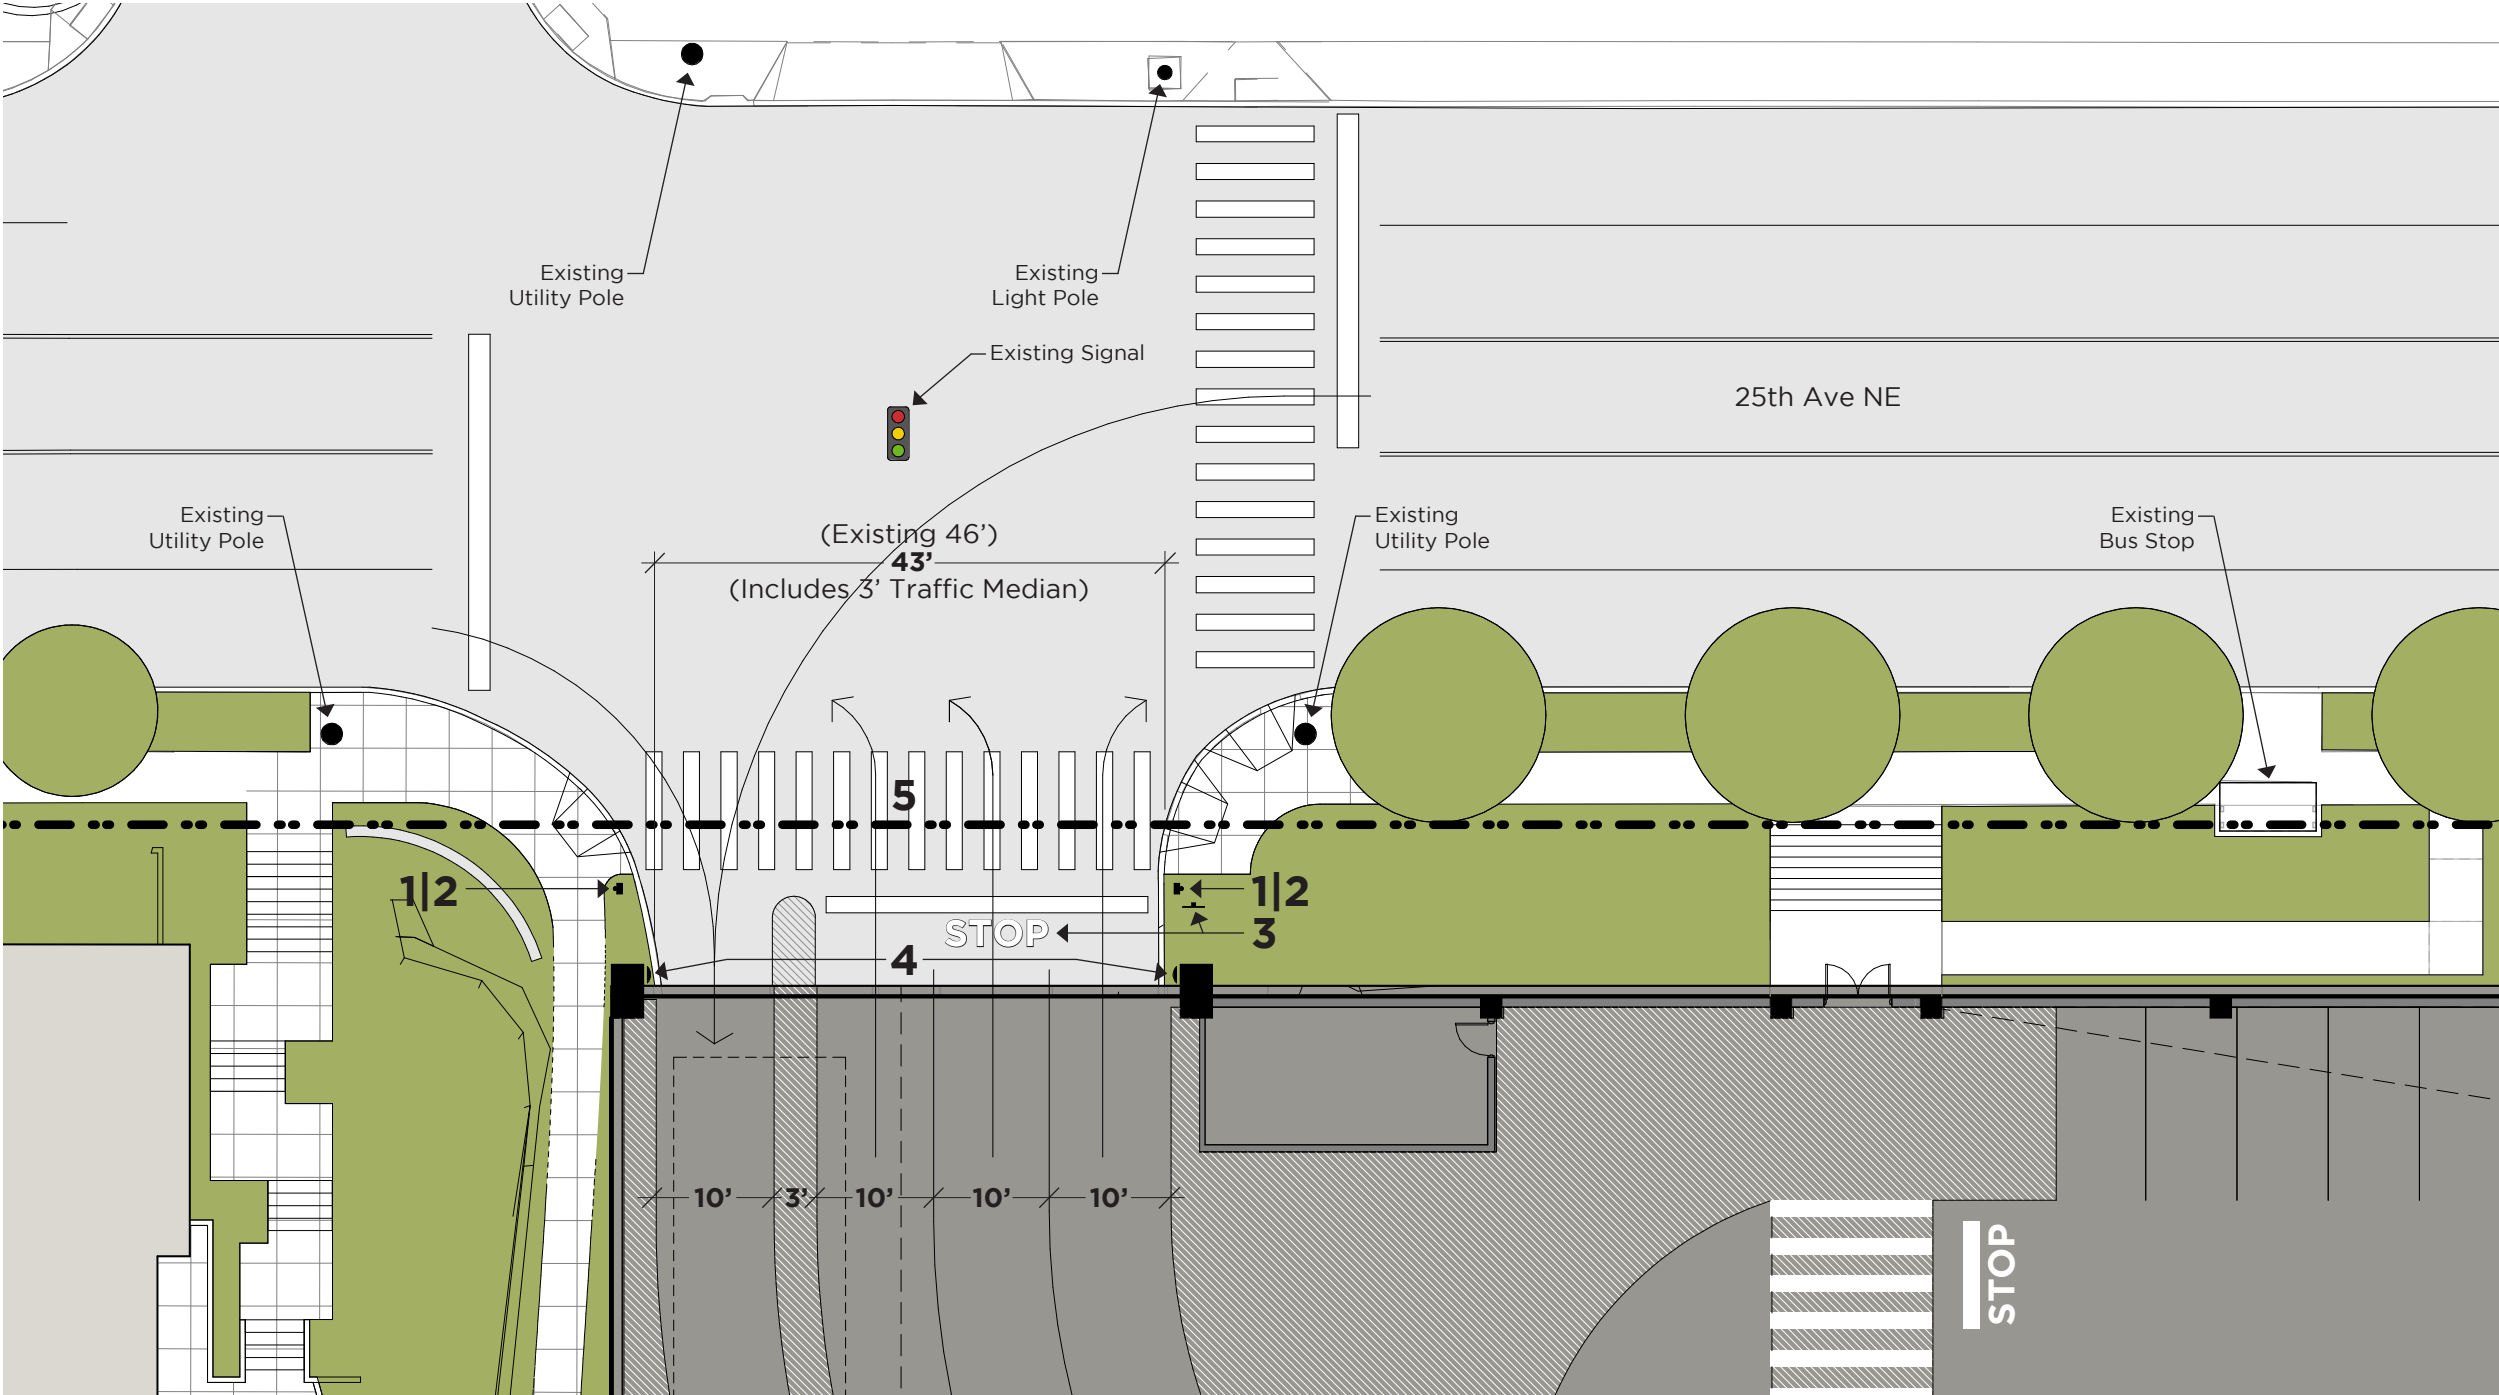 Existing
Utility Pole
Existing
Light Pole
Existing Signal
25th Ave NE
Existing
Utility Pole
(Existing 46’)
43’
(Includes 3’ Traffic Median)
Existing
Utility Pole
Existing
Bus Stop
5
1|2
1|2
STOP
3
4
10’
3’
10’
10’
10’
STOP